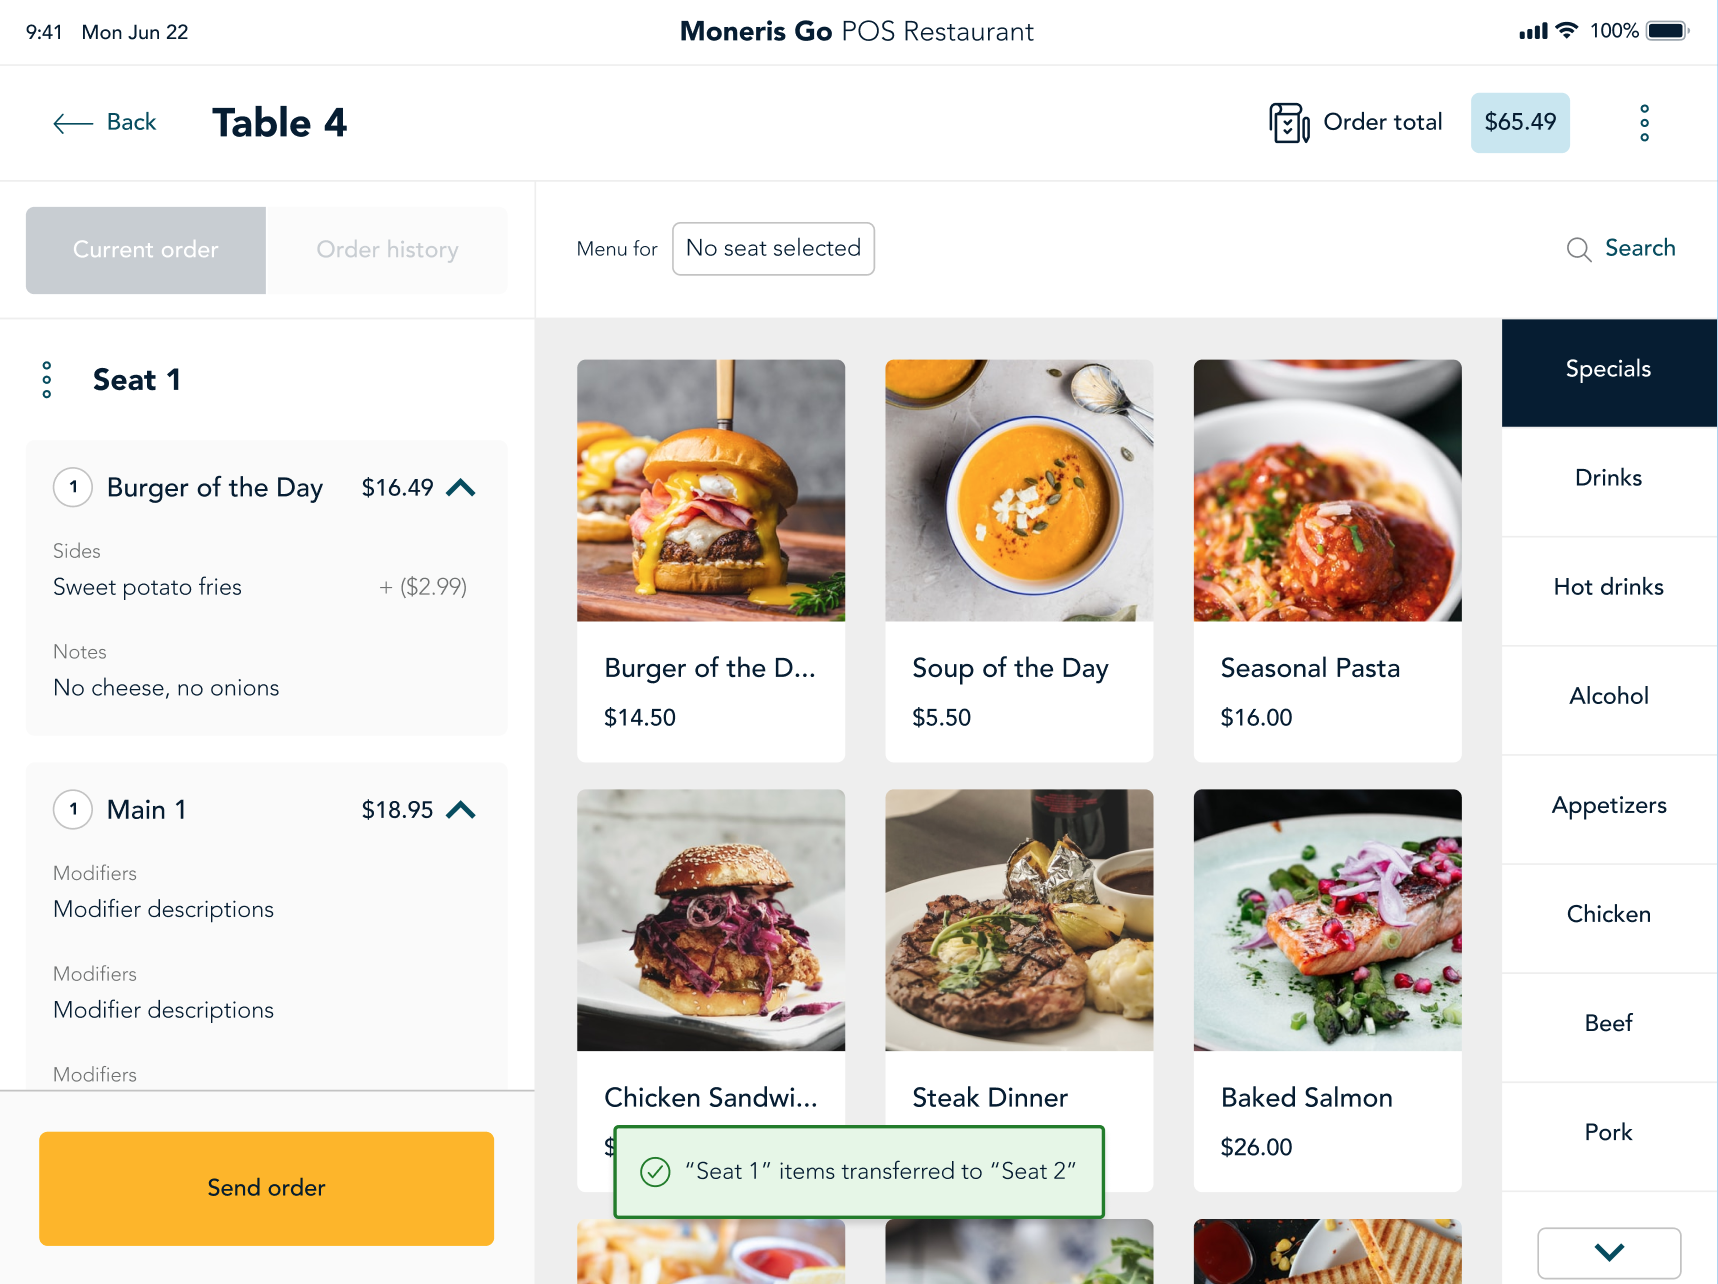 9:41 Mon Jun 22
Moneris Go POS Restaurant
100%
Back
Table 4
Order total
$65.49
Current order
Order history
Menu for
No seat selected
Search
Seat 1
1 Burger of the Day $16.49
Sides
Sweet potato fries + ($2.99)
Notes
No cheese, no onions
1 Main 1 $18.95
Modifiers
Modifier descriptions
Modifiers
Modifier descriptions
Modifiers
Send order
Burger of the D...
$14.50
Soup of the Day
$5.50
Seasonal Pasta
$16.00
Chicken Sandwi...
$
Steak Dinner
Baked Salmon
$26.00
“Seat 1” items transferred to “Seat 2”
Specials
Drinks
Hot drinks
Alcohol
Appetizers
Chicken
Beef
Pork